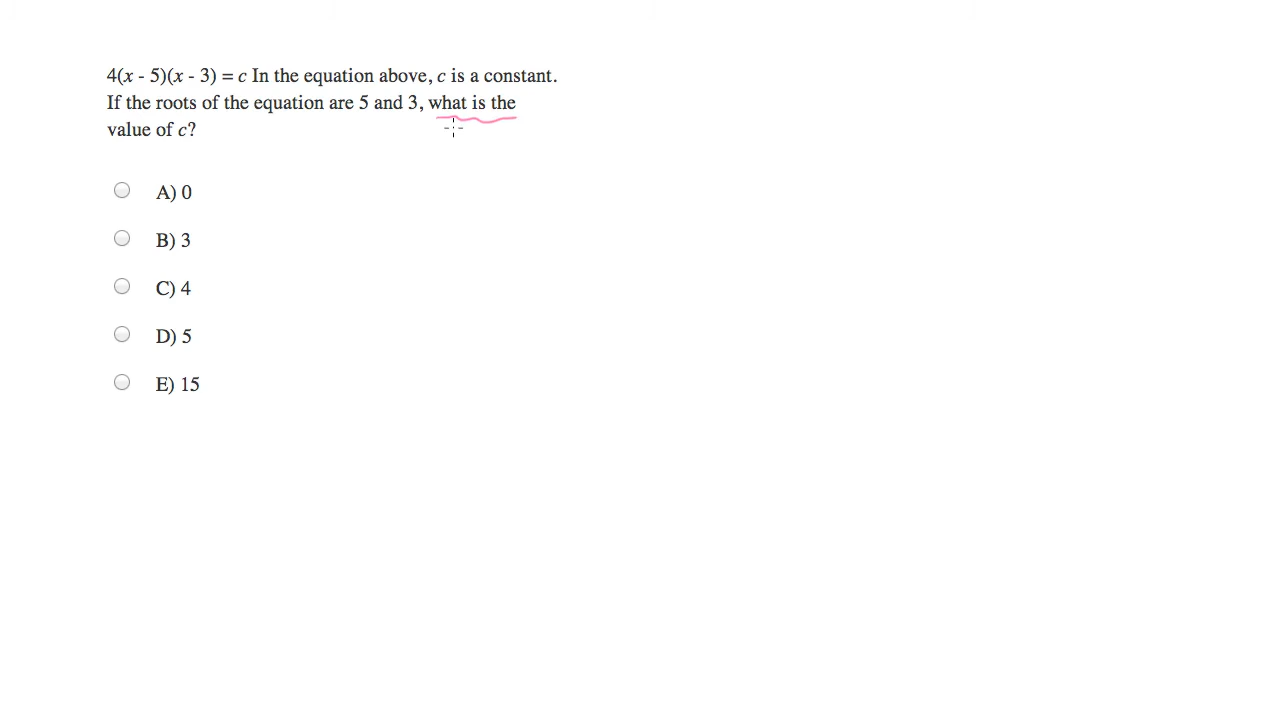 4(x - 5)(x - 3) = c In the equation above, c is a constant.
If the roots of the equation are 5 and 3, what is the
value of c?
A) 0
B) 3
C) 4
D) 5
E) 15